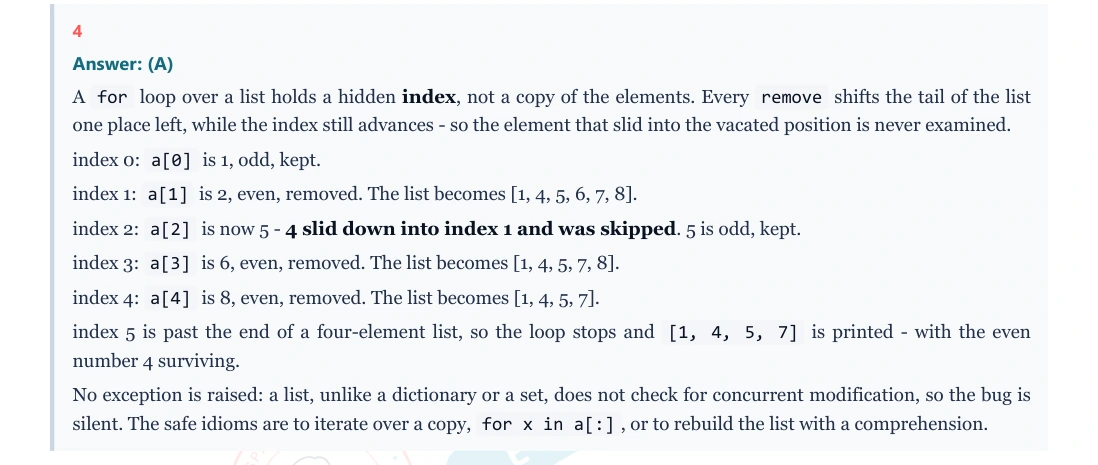 4
Answer: (A)
A for loop over a list holds a hidden index, not a copy of the elements. Every remove shifts the tail of the list
one place left, while the index still advances - so the element that slid into the vacated position is never examined.
index 0: a[0] is 1, odd, kept.
index 1: a[1] is 2, even, removed. The list becomes [1, 4, 5, 6, 7, 8].
index 2: a[2] is now 5 - 4 slid down into index 1 and was skipped. 5 is odd, kept.
index 3: a[3] is 6, even, removed. The list becomes [1, 4, 5, 7, 8].
index 4: a[4] is 8, even, removed. The list becomes [1, 4, 5, 7].
index 5 is past the end of a four-element list, so the loop stops and [1, 4, 5, 7] is printed - with the even
number 4 surviving.
No exception is raised: a list, unlike a dictionary or a set, does not check for concurrent modification, so the bug is
silent. The safe idioms are to iterate over a copy, for x in a[:] , or to rebuild the list with a comprehension.